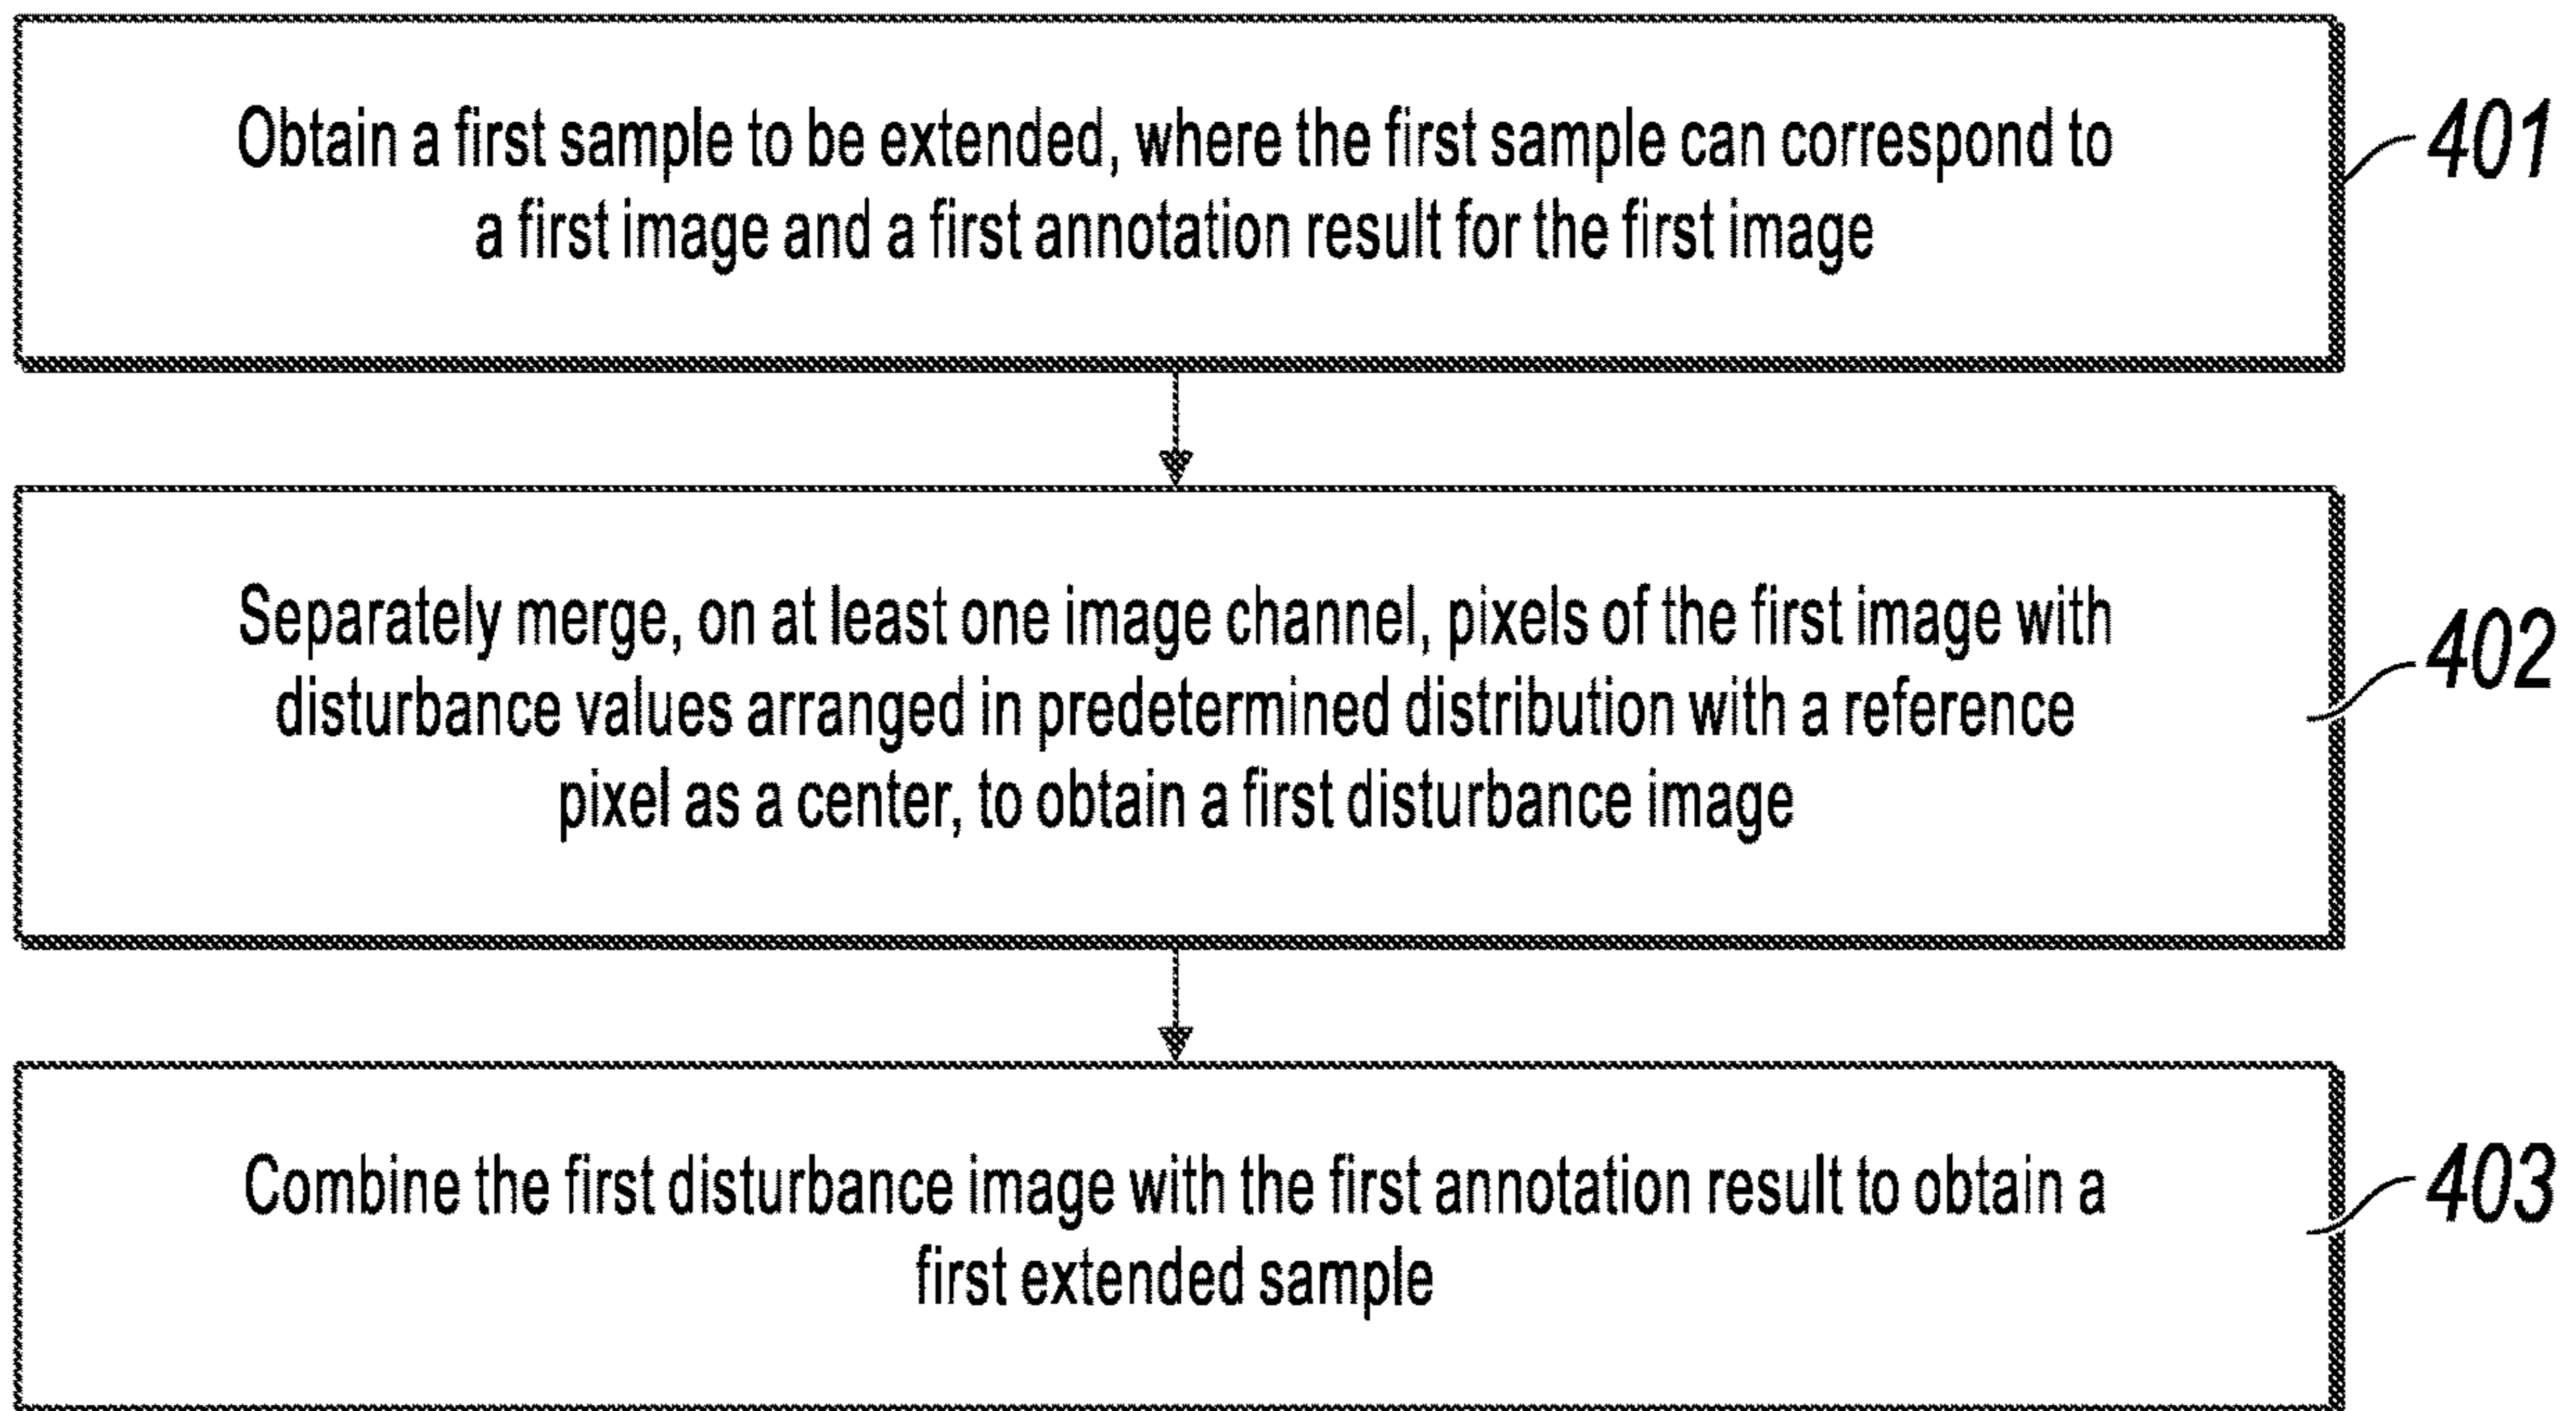 Obtain a first sample to be extended, where the first sample can correspond to
a first image and a first annotation result for the first image
401
Separately merge, on at least one image channel, pixels of the first image with
disturbance values arranged in predetermined distribution with a reference
pixel as a center, to obtain a first disturbance image
402
Combine the first disturbance image with the first annotation result to obtain a
first extended sample
403